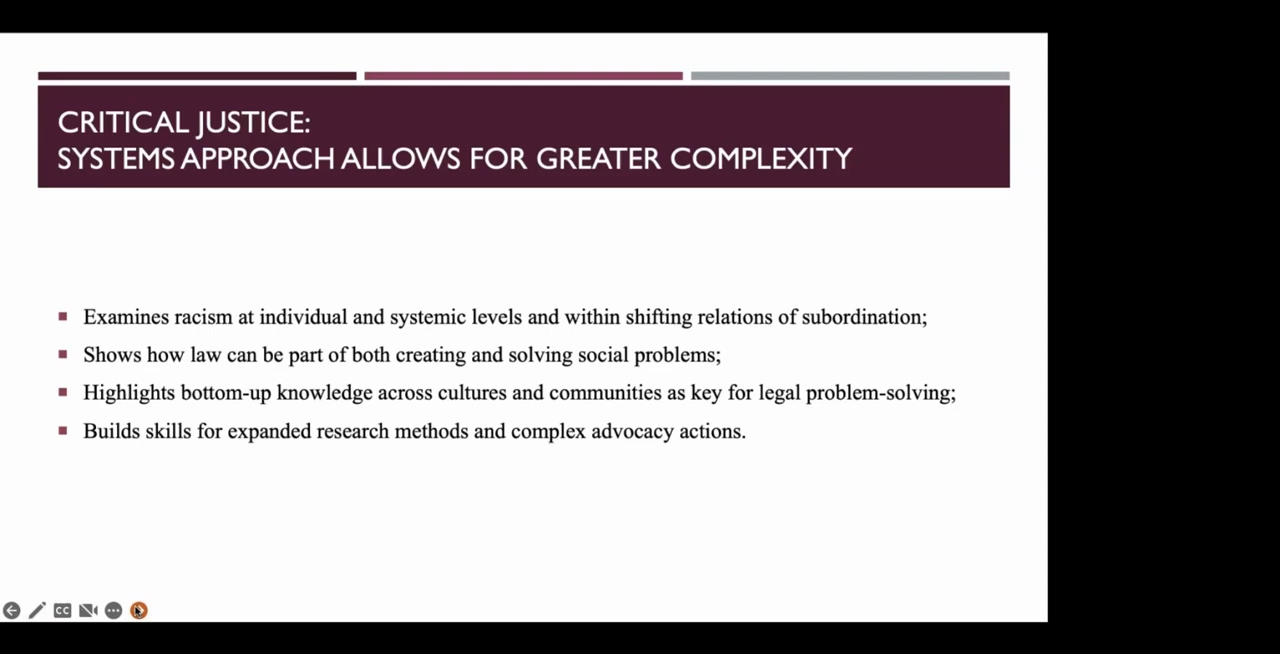 CRITICAL JUSTICE:
SYSTEMS APPROACH ALLOWS FOR GREATER COMPLEXITY
Examines racism at individual and systemic levels and within shifting relations of subordination;
Shows how law can be part of both creating and solving social problems;
Highlights bottom-up knowledge across cultures and communities as key for legal problem-solving;
Builds skills for expanded research methods and complex advocacy actions.
CC